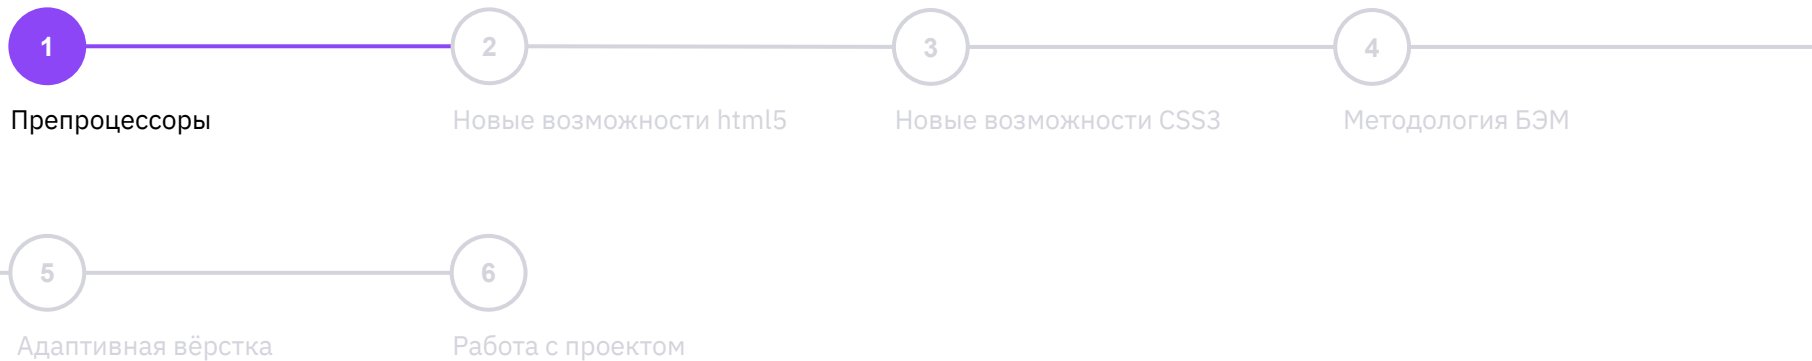 1 2 3 4
Препроцессоры Новые возможности html5 Новые возможности CSS3 Методология БЭМ
5 6
Адаптивная вёрстка Работа с проектом